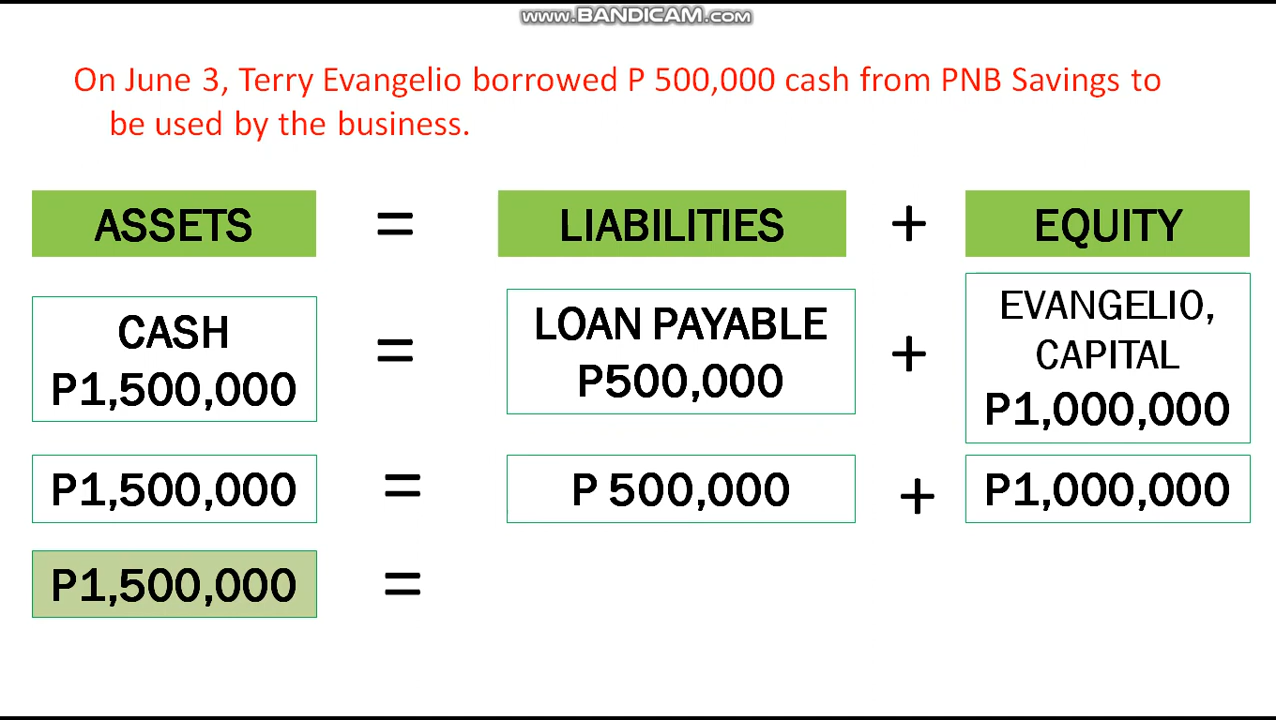 www.BANDICAM.com
On June 3, Terry Evangelio borrowed P 500,000 cash from PNB Savings to
be used by the business.
ASSETS = LIABILITIES + EQUITY
CASH
P1,500,000
=
LOAN PAYABLE
P500,000
+
EVANGELIO,
CAPITAL
P1,000,000
P1,500,000 = P 500,000 + P1,000,000
P1,500,000 =